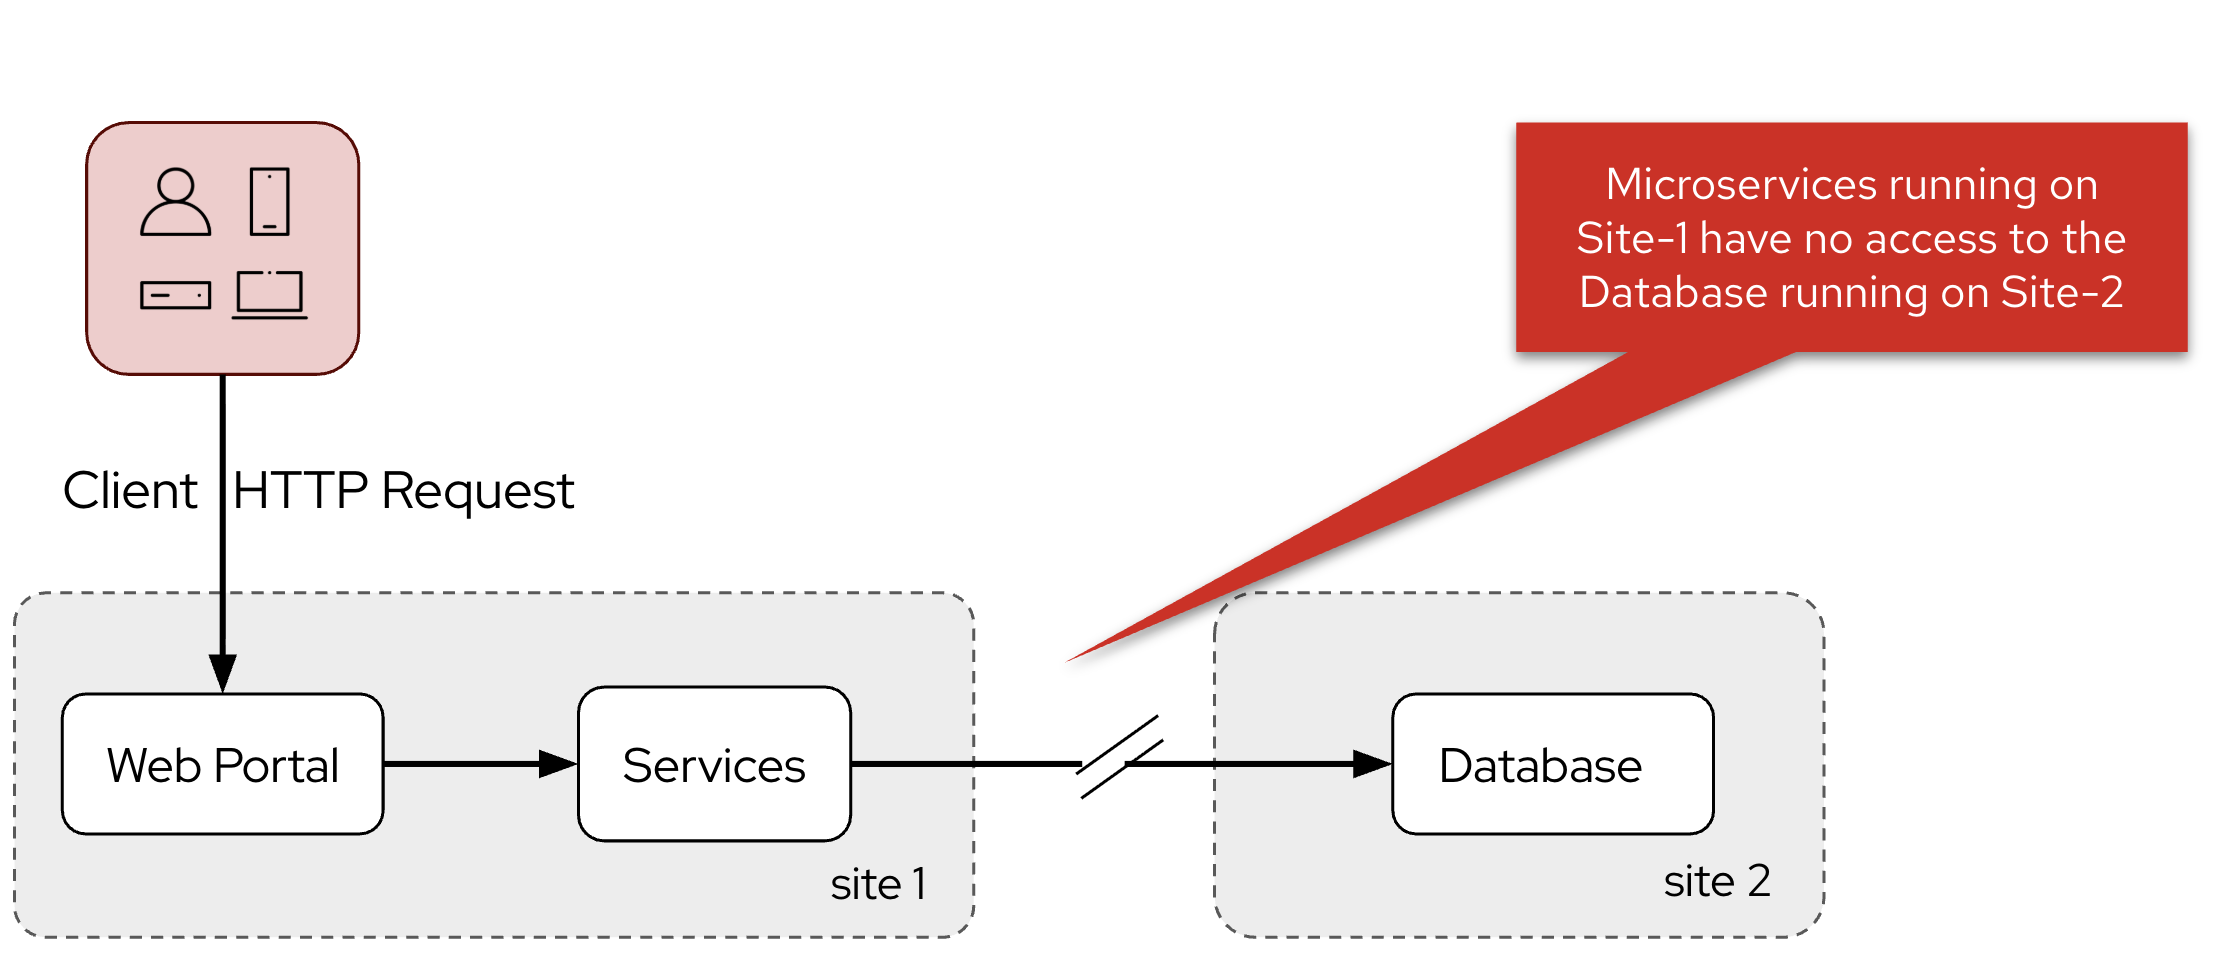 Microservices running on
Site-1 have no access to the
Database running on Site-2
Client HTTP Request
Web Portal
Services
Database
site 1
site 2